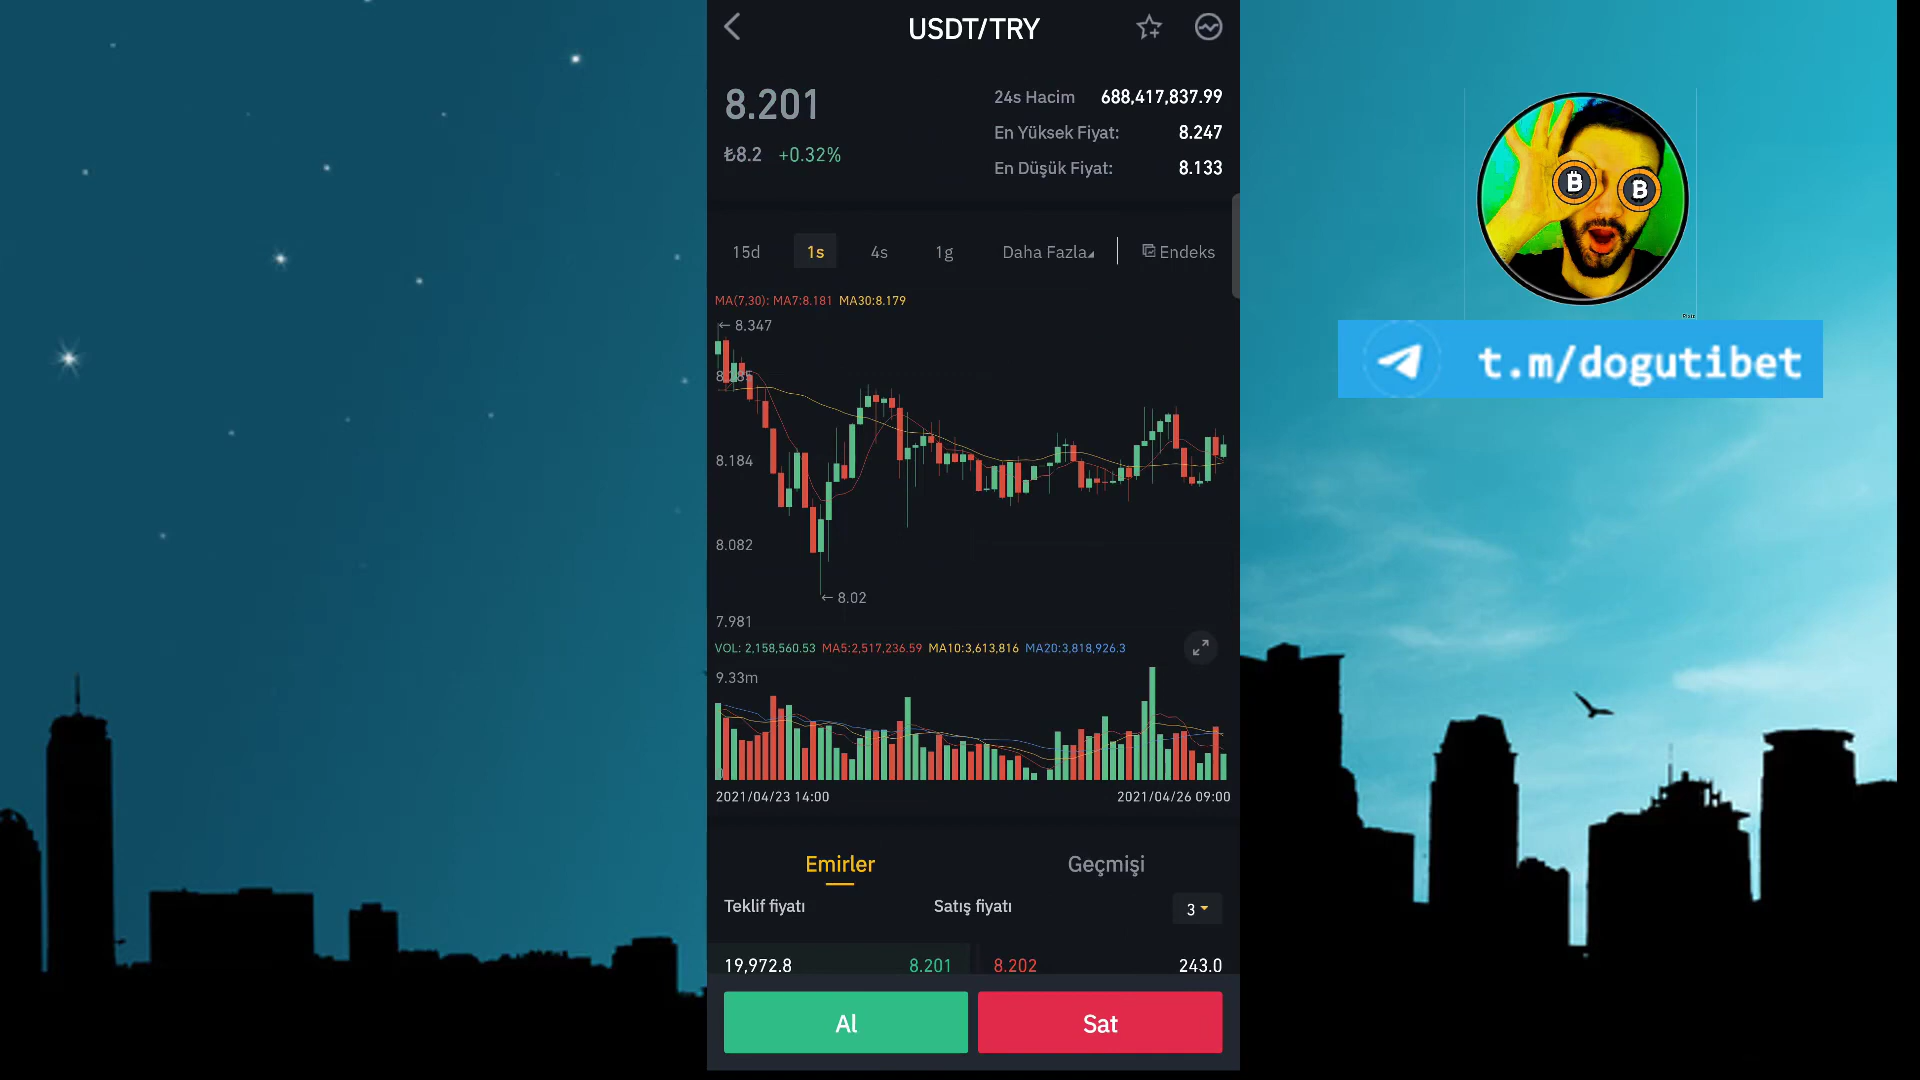 USDT/TRY
8.201
24s Hacim 688,417,837.99
₺8.2 +0.32%
En Yüksek Fiyat: 8.247
En Düşük Fiyat: 8.133
15d 1s 4s 1g Daha Fazla Endeks
MA(7,30): MA7:8.181 MA30:8.179
8.347
8.285
8.184
8.082
8.02
7.981
VOL: 2,158,560.53 MA5:2,517,236.59 MA10:3,613,816 MA20:3,818,926.3
9.33m
2021/04/23 14:00 2021/04/26 09:00
Emirler Geçmişi
Teklif fiyatı Satış fiyatı 3
19,972.8 8.201 8.202 243.0
Al Sat
t.m/dogutibet